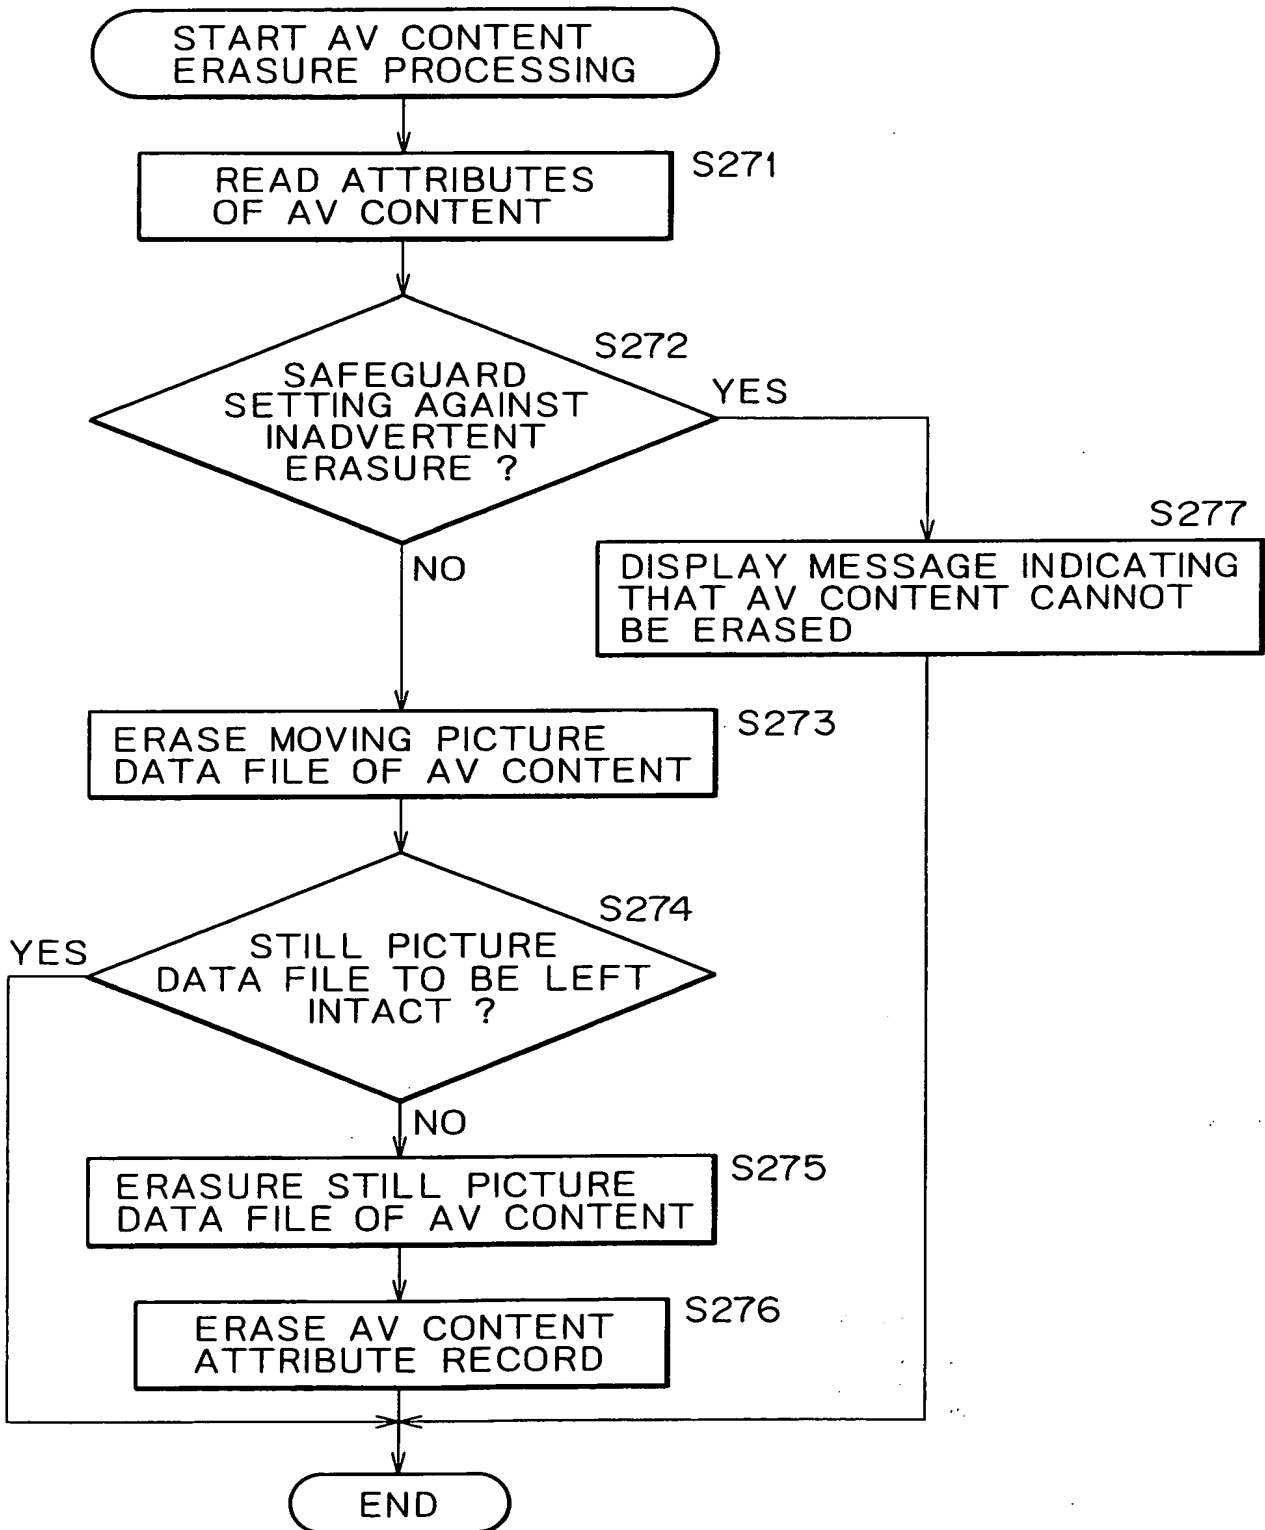 START AV CONTENT
ERASURE PROCESSING
S271
READ ATTRIBUTES
OF AV CONTENT
S272
SAFEGUARD
SETTING AGAINST
INADVERTENT
ERASURE ?
YES
NO
S277
DISPLAY MESSAGE INDICATING
THAT AV CONTENT CANNOT
BE ERASED
S273
ERASE MOVING PICTURE
DATA FILE OF AV CONTENT
S274
STILL PICTURE
DATA FILE TO BE LEFT
INTACT ?
YES
NO
S275
ERASURE STILL PICTURE
DATA FILE OF AV CONTENT
S276
ERASE AV CONTENT
ATTRIBUTE RECORD
END